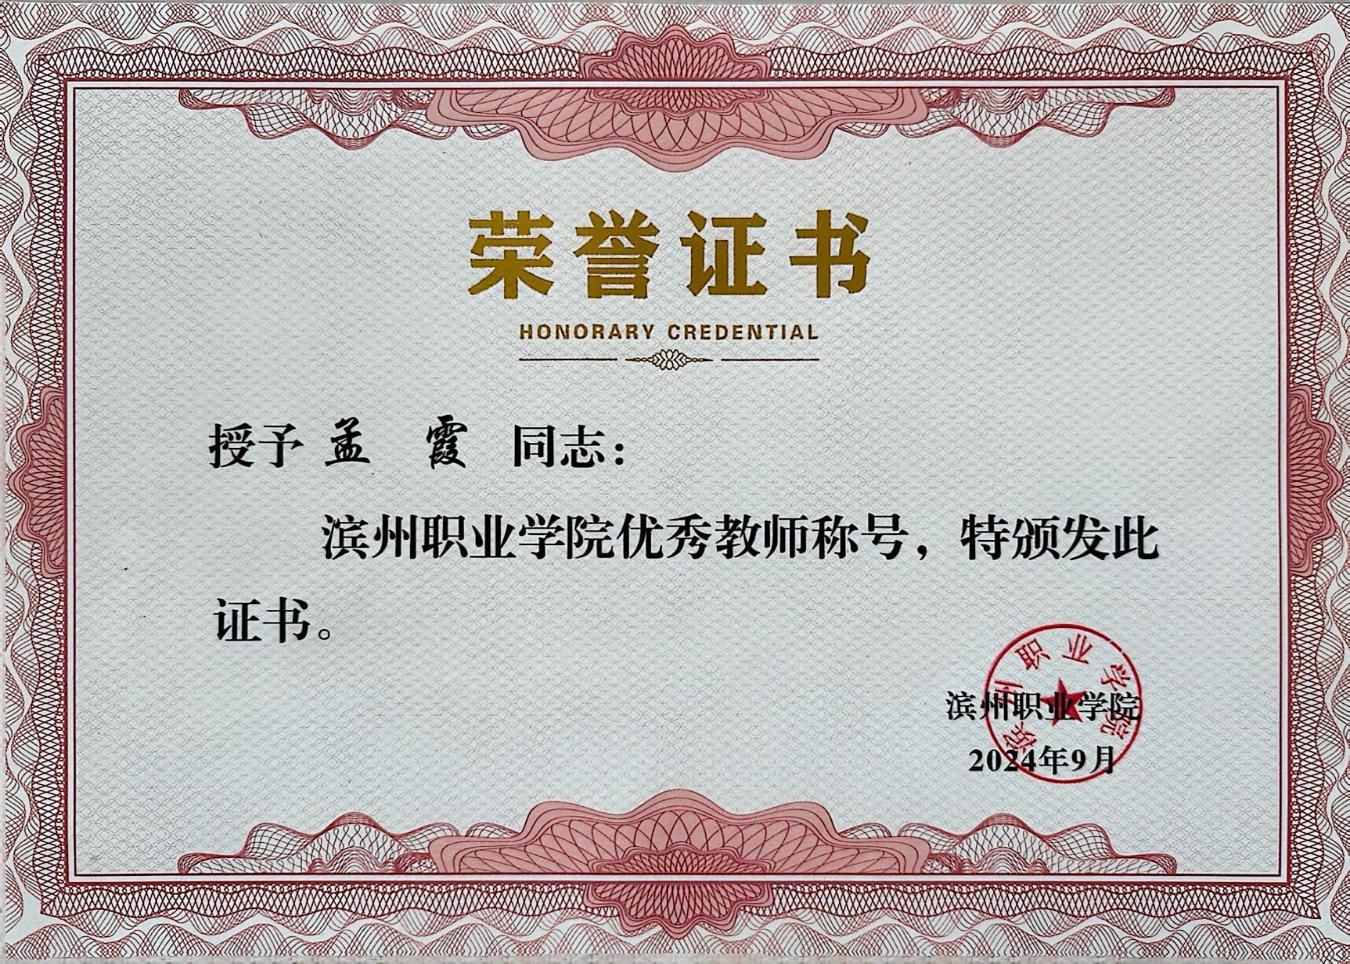 荣誉证书
HONORARY CREDENTIAL
授予 孟 霞 同志：
滨州职业学院优秀教师称号，特颁发此
证书。
滨州职业学院
滨州职业学院
2024年9月